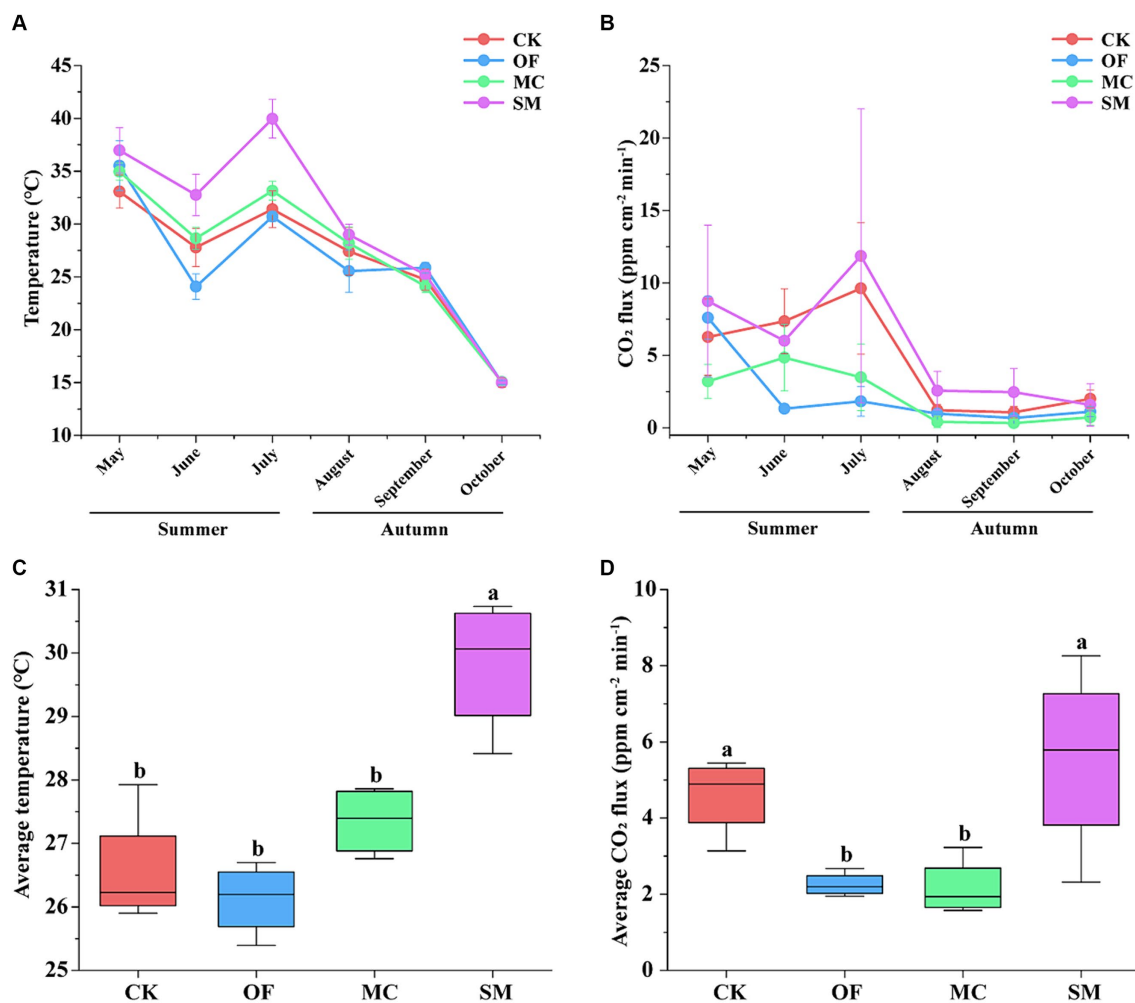 A
CK
OF
MC
SM
Temperature (°C)
45
40
35
30
25
20
15
10
May
June
July
August
September
October
Summer
Autumn
B
CK
OF
MC
SM
CO₂ flux (ppm cm⁻² min⁻¹)
25
20
15
10
5
0
May
June
July
August
September
October
Summer
Autumn
C
Average temperature (°C)
31
30
29
28
27
26
25
b
b
b
a
CK
OF
MC
SM
D
Average CO₂ flux (ppm cm⁻² min⁻¹)
10
8
6
4
2
0
a
b
b
a
CK
OF
MC
SM